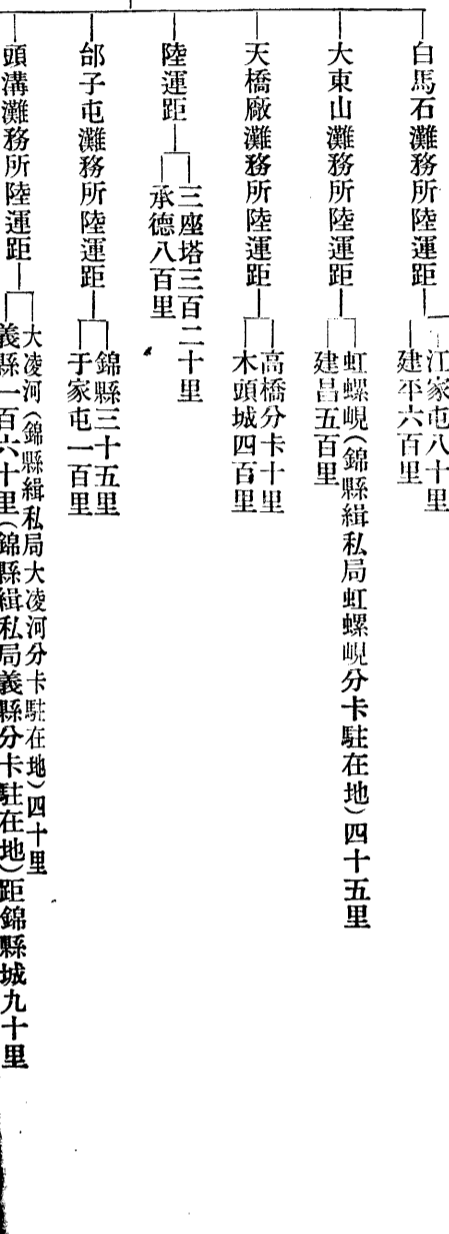 白馬石灘務所陸運距
江家屯八十里
建平六百里
大東山灘務所陸運距
虹螺峴(錦縣緝私局虹螺峴分卡駐在地)四十五里
建昌五百里
天橋廠灘務所陸運距
高橋分卡十里
木頭城四百里
陸運距
三座塔三百二十里
承德八百里
邰子屯灘務所陸運距
錦縣三十五里
于家屯一百里
頭溝灘務所陸運距
大凌河(錦縣緝私局大凌河分卡駐在地)四十里
義縣一百六十里(錦縣緝私局義縣分卡駐在地)距錦縣城九十里